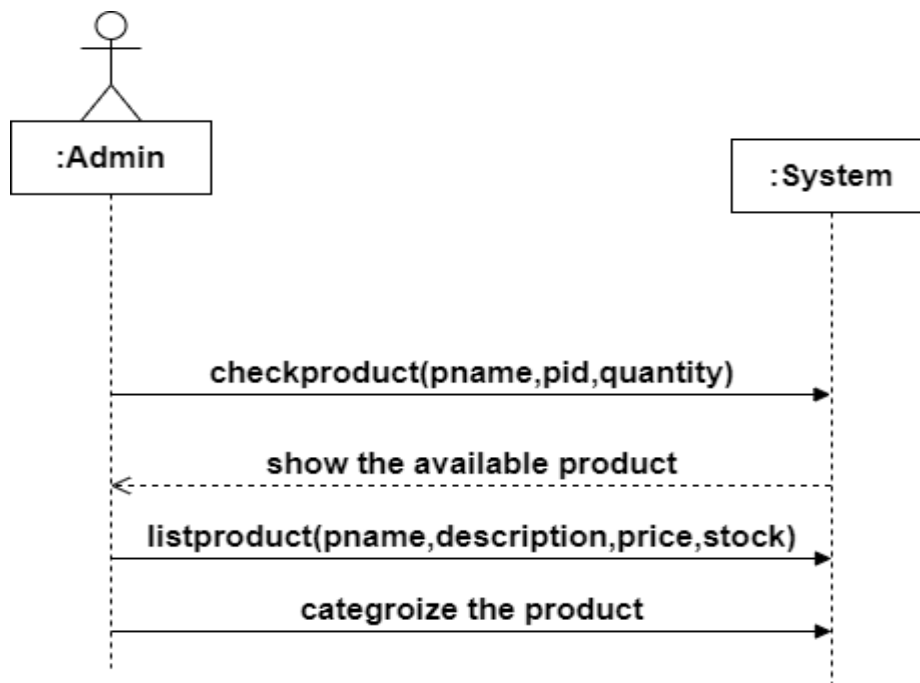 :Admin
:System
checkproduct(pname,pid,quantity)
show the available product
listproduct(pname,description,price,stock)
categroize the product